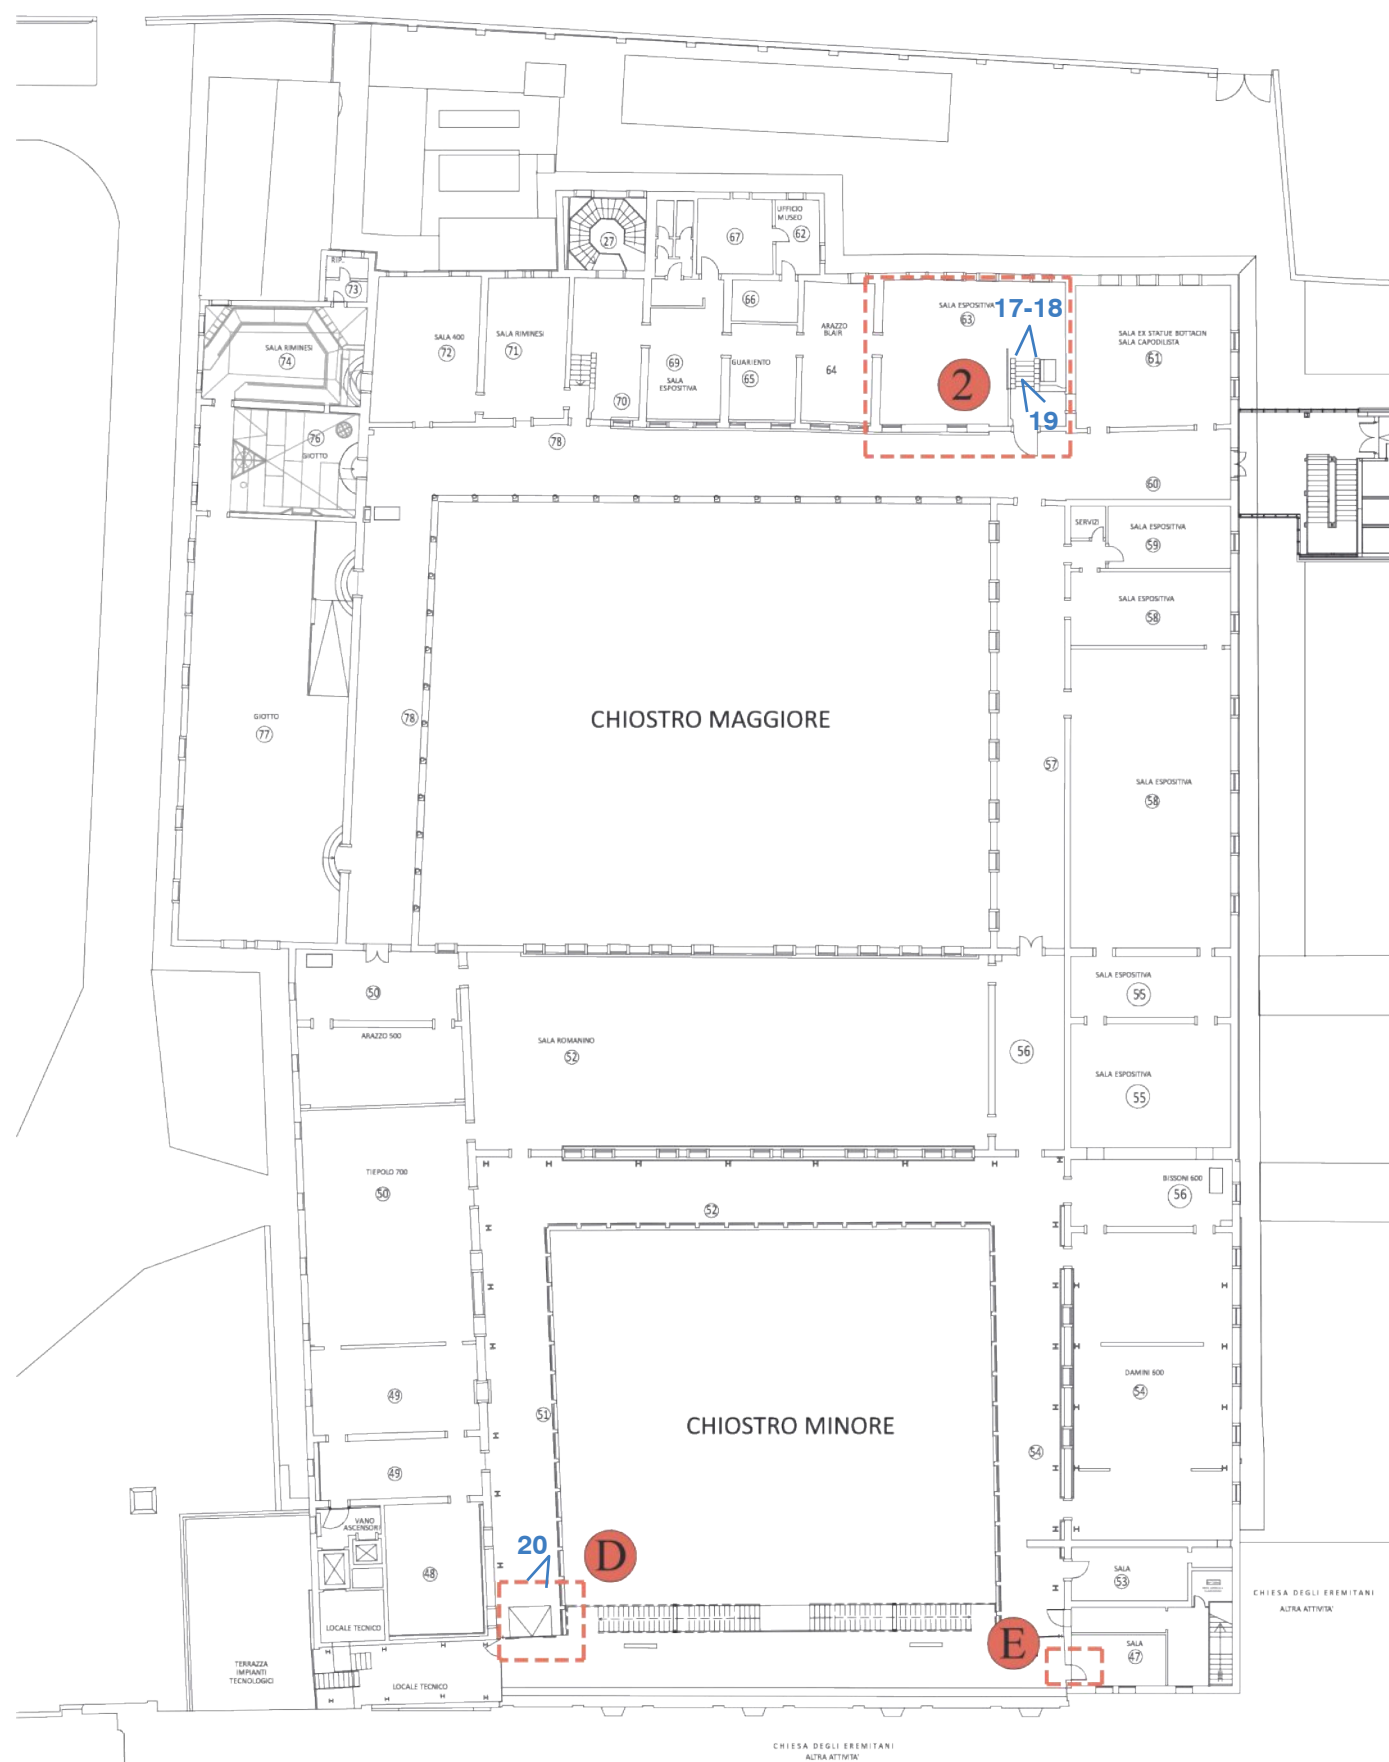 UFFICIO
MUSEO
62
67
27
RIP.
73
66
SALA ESPOSITIVA
63
17-18
SALA RIMINESI
74
SALA 400
72
SALA RIMINESI
71
69
SALA
ESPOSITIVA
GUARIENTO
65
ARAZZO
BLAIR
64
2
19
SALA EX STATUE BOTTACIN
SALA CAPODILISTA
61
70
76
GIOTTO
78
60
SERVIZI
SALA ESPOSITIVA
59
SALA ESPOSITIVA
58
GIOTTO
77
78
CHIOSTRO MAGGIORE
57
SALA ESPOSITIVA
58
50
ARAZZO 500
SALA ROMANINO
52
56
SALA ESPOSITIVA
55
SALA ESPOSITIVA
55
TIEPOLO 700
50
52
BISSONI 600
56
49
51
CHIOSTRO MINORE
54
DAMINI 600
54
49
VANO
ASCENSORI
48
20
D
SALA
53
CHIESA DEGLI EREMITANI
ALTRA ATTIVITA'
LOCALE TECNICO
E
SALA
47
TERRAZZA
IMPIANTI
TECNOLOGICI
LOCALE TECNICO
CHIESA DEGLI EREMITANI
ALTRA ATTIVITA'